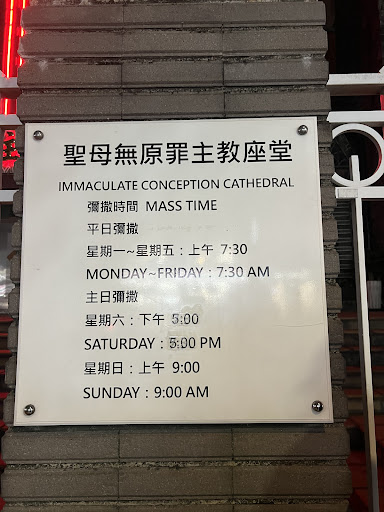 聖母無原罪主教座堂
IMMACULATE CONCEPTION CATHEDRAL
彌撒時間 MASS TIME
平日彌撒
星期一~星期五：上午 7:30
MONDAY~FRIDAY：7:30 AM
主日彌撒
星期六：下午 5:00
SATURDAY：5:00 PM
星期日：上午 9:00
SUNDAY：9:00 AM